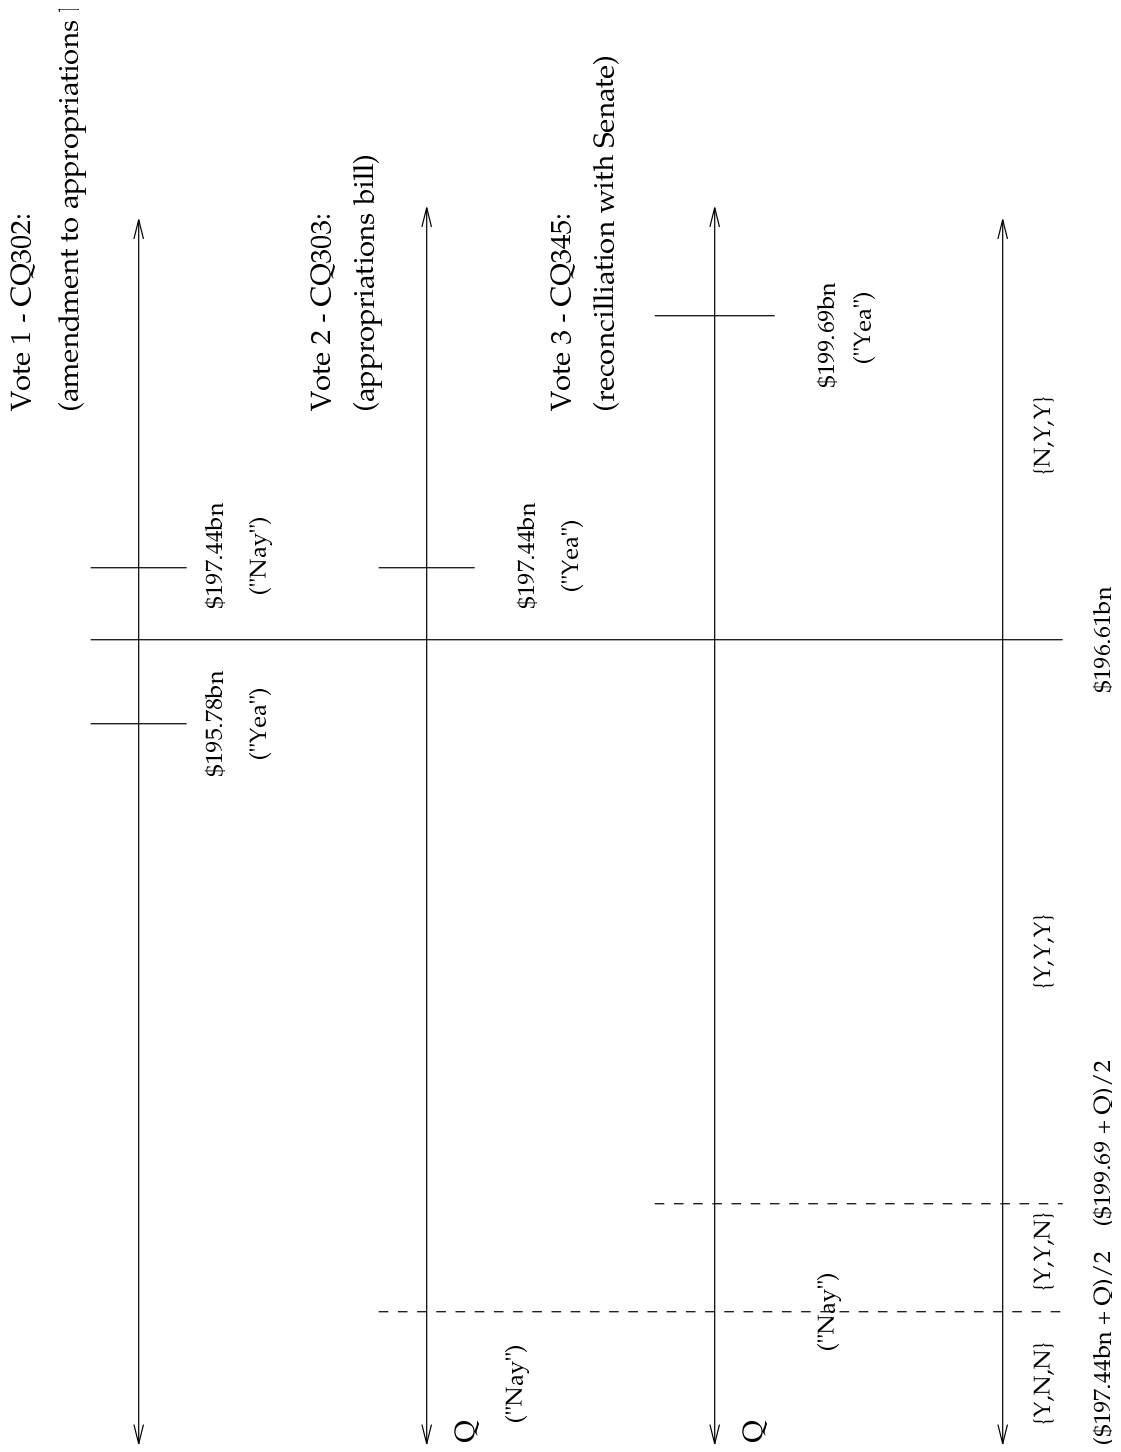 Vote 1 - CQ302:
(amendment to appropriations
$195.78bn
("Yea")
$197.44bn
("Nay")
Vote 2 - CQ303:
(appropriations bill)
Q
("Nay")
$197.44bn
("Yea")
Vote 3 - CQ345:
(reconcilliation with Senate)
Q
("Nay")
$199.69bn
("Yea")
{Y,N,N}
{Y,Y,N}
{Y,Y,Y}
{N,Y,Y}
($197.44bn + Q)/2
($199.69 + Q)/2
$196.61bn